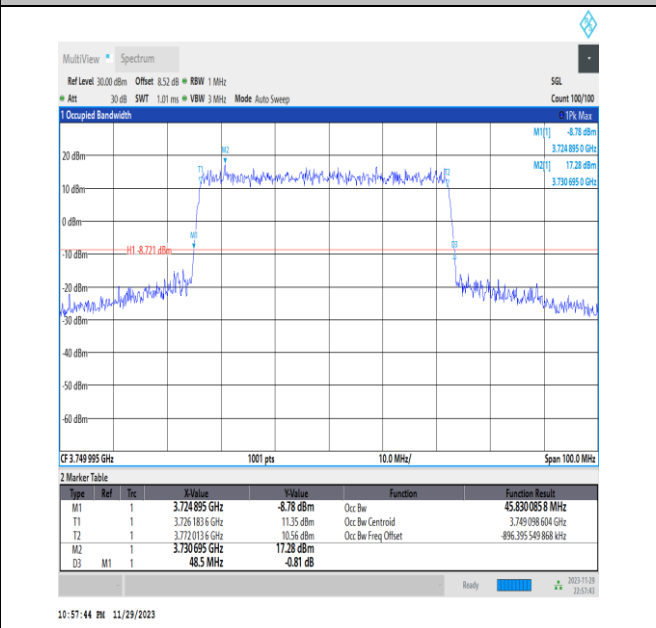 MultiView Spectrum
Ref Level 30.00 dBm Offset 8.52 dB RBW 1 MHz SGL
Att 30 dB SWT 1.01 ms VBW 3 MHz Mode Auto Sweep Count 100/100
1 Occupied Bandwidth 1Pk Max
M1[1] -8.78 dBm
3.724 895 0 GHz
M2[1] 17.28 dBm
3.730 695 0 GHz
M2
20 dBm
T1 T2
10 dBm
0 dBm
M1
D3
H1 -8.721 dBm
-10 dBm
-20 dBm
-30 dBm
-40 dBm
-50 dBm
-60 dBm
CF 3.749 995 GHz 1001 pts 10.0 MHz/ Span 100.0 MHz
2 Marker Table
Type Ref Trc X-Value Y-Value Function Function Result
M1 1 3.724 895 GHz -8.78 dBm Occ Bw 45.830 085 8 MHz
T1 1 3.726 183 6 GHz 11.35 dBm Occ Bw Centroid 3.749 098 604 GHz
T2 1 3.772 013 6 GHz 10.56 dBm Occ Bw Freq Offset -896.395 549 868 kHz
M2 1 3.730 695 GHz 17.28 dBm
D3 M1 1 48.5 MHz -0.81 dB
Ready 2023-11-29
22:57:43
10:57:44 PM 11/29/2023